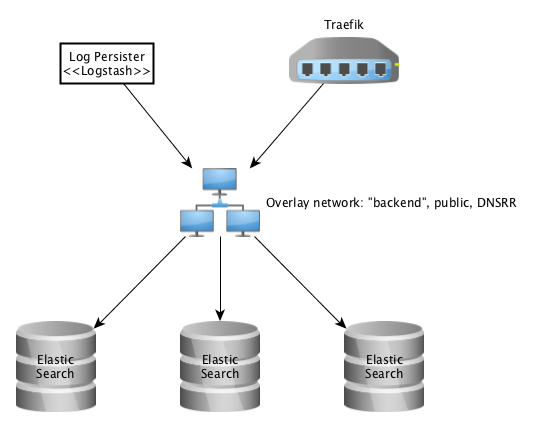 Traefik
Log Persister
<<Logstash>>
Overlay network: "backend", public, DNSRR
Elastic
Search
Elastic
Search
Elastic
Search